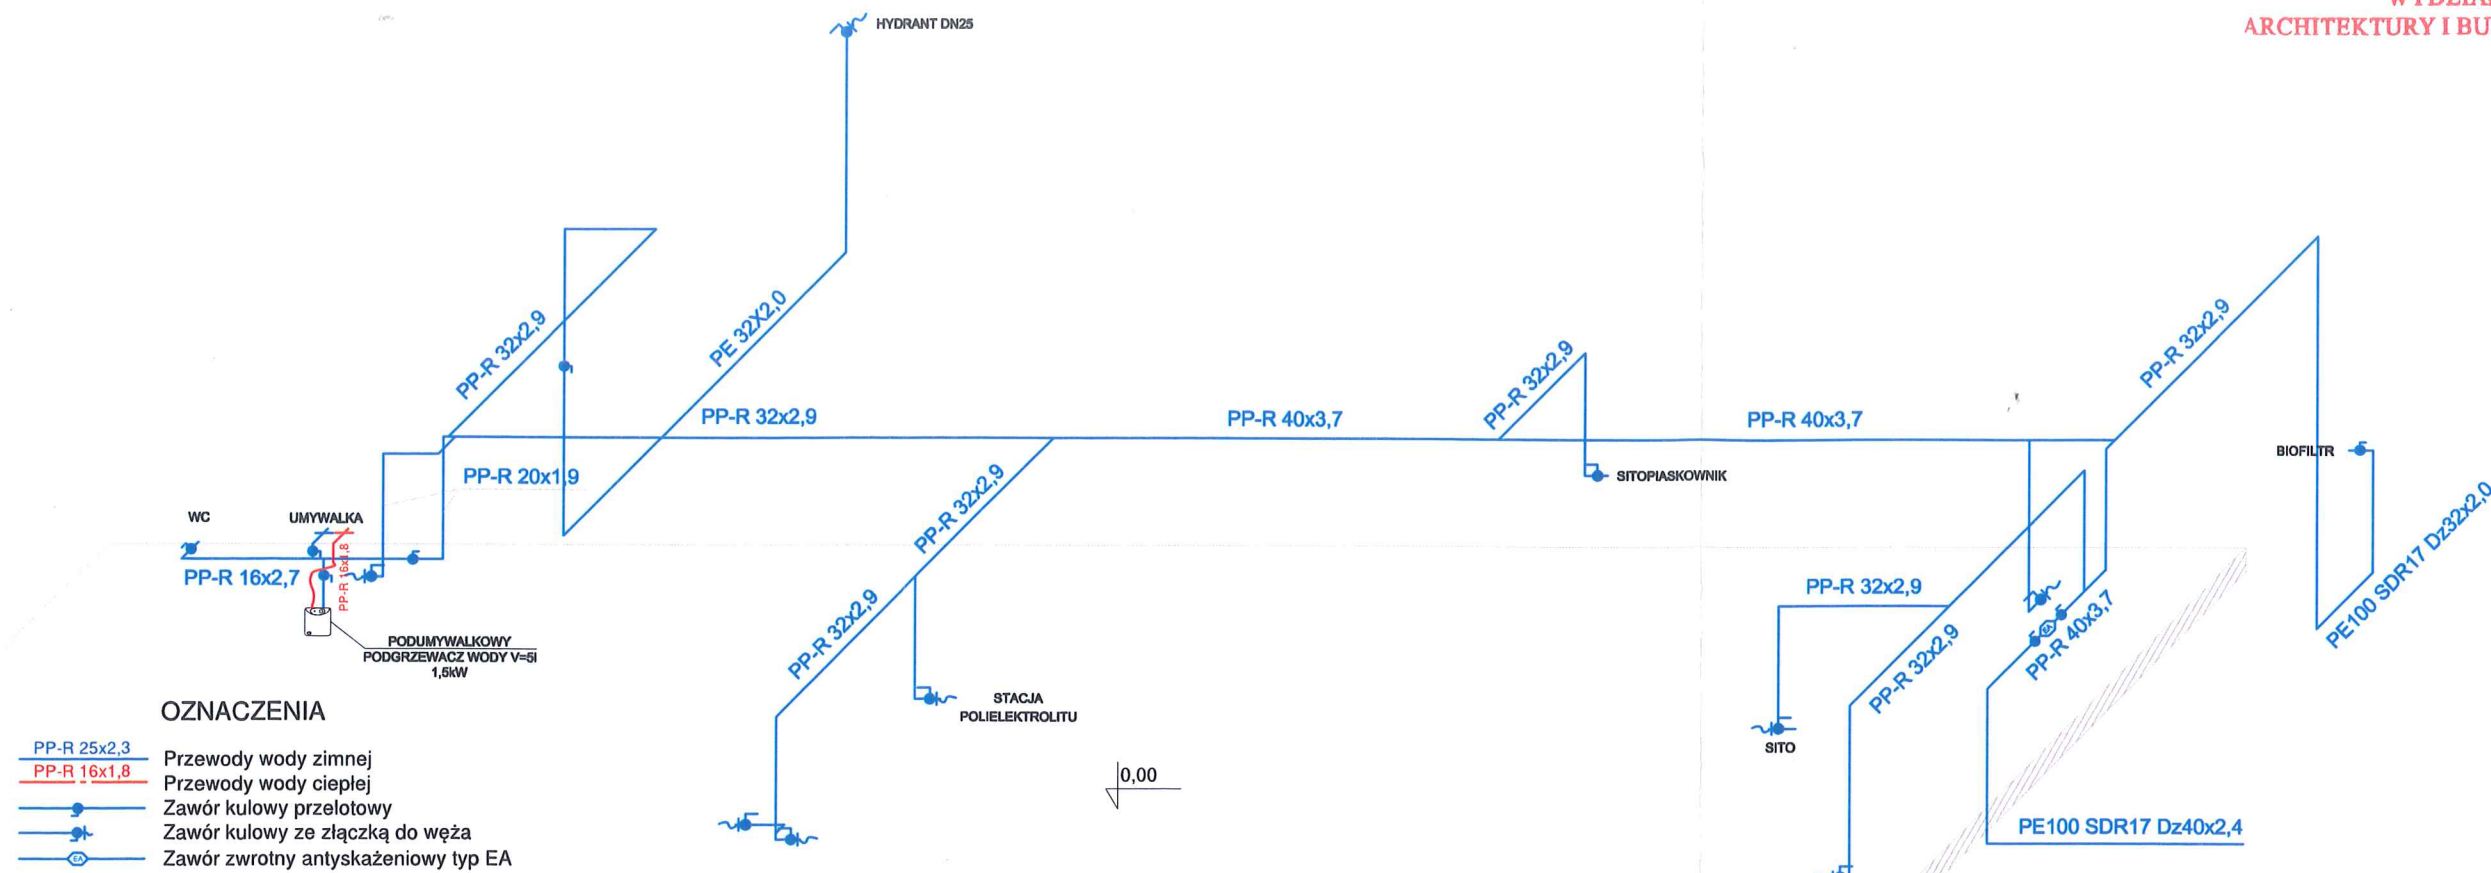 ARCHITEKTURY I BU
HYDRANT DN25
PP-R 32x2,9
PE 32X2,0
PP-R 32x2,9
PP-R 40x3,7
PP-R 32x2,9
PP-R 40x3,7
PP-R 32x2,9
BIOFILTR
PP-R 20x1,9
SITOPIASKOWNIK
PP-R 32x2,9
WC
UMYWALKA
PP-R 16x2,7
PP-R 16x1,8
PE100 SDR17 Dz32x2,0
PP-R 32x2,9
PP-R 32x2,9
EA
PP-R 40x3,7
PP-R 32x2,9
PODUMYWALKOWY
PODGRZEWACZ WODY V=5l
1,5kW
STACJA
POLIELEKTROLITU
SITO
0,00
PE100 SDR17 Dz40x2,4
OZNACZENIA
PP-R 25x2,3
Przewody wody zimnej
PP-R 16x1,8
Przewody wody ciepłej
Zawór kulowy przelotowy
Zawór kulowy ze złączką do węża
EA
Zawór zwrotny antyskażeniowy typ EA